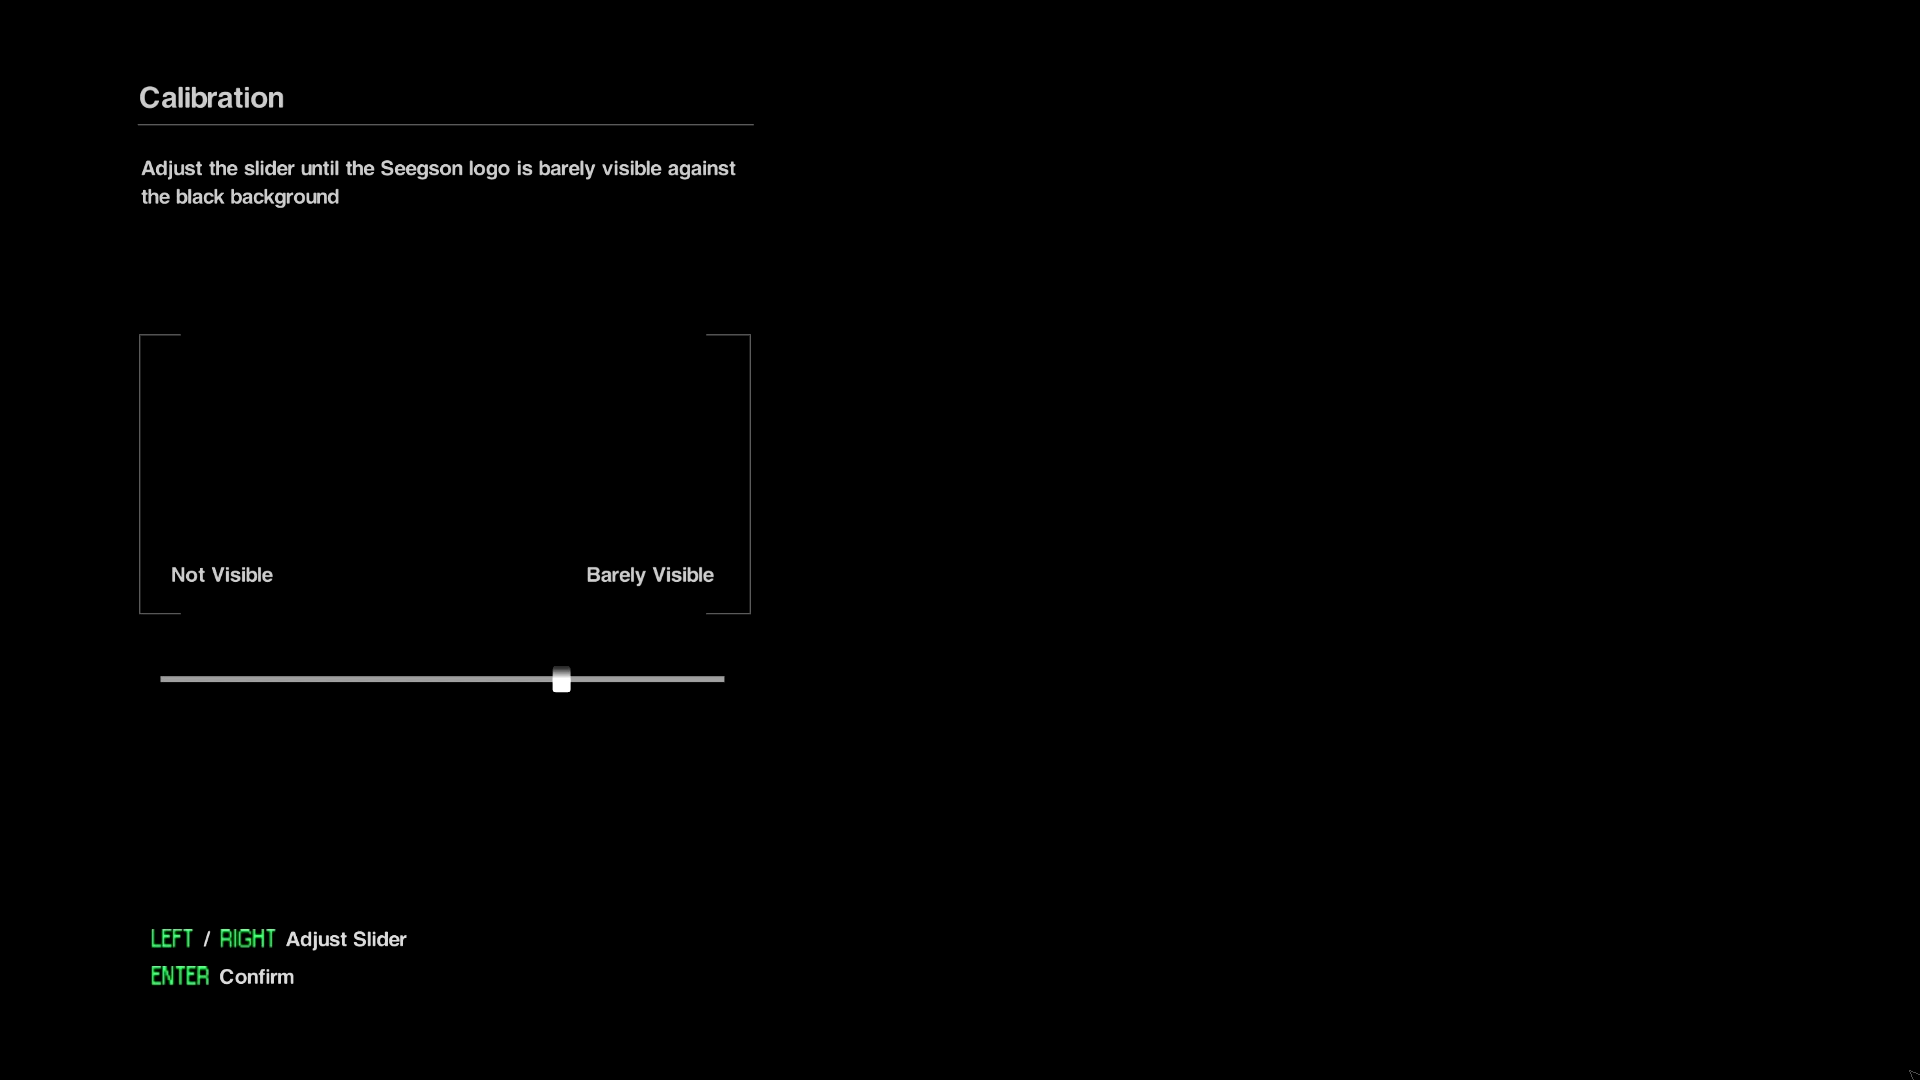 Calibration
Adjust the slider until the Seegson logo is barely visible against
the black background
Not Visible
Barely Visible
LEFT / RIGHT Adjust Slider
ENTER Confirm